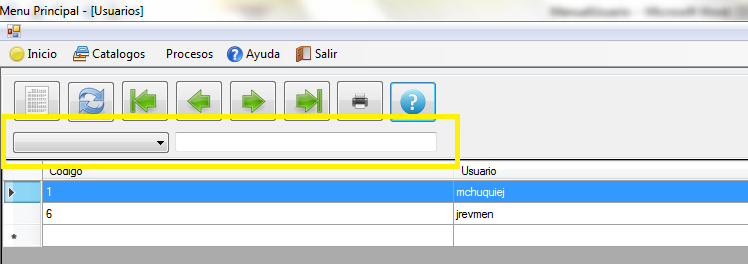 Menu Principal - [Usuarios]
Inicio Catalogos Procesos Ayuda Salir
Codigo Usuario
1 mchuquiej
6 jrevmen
*